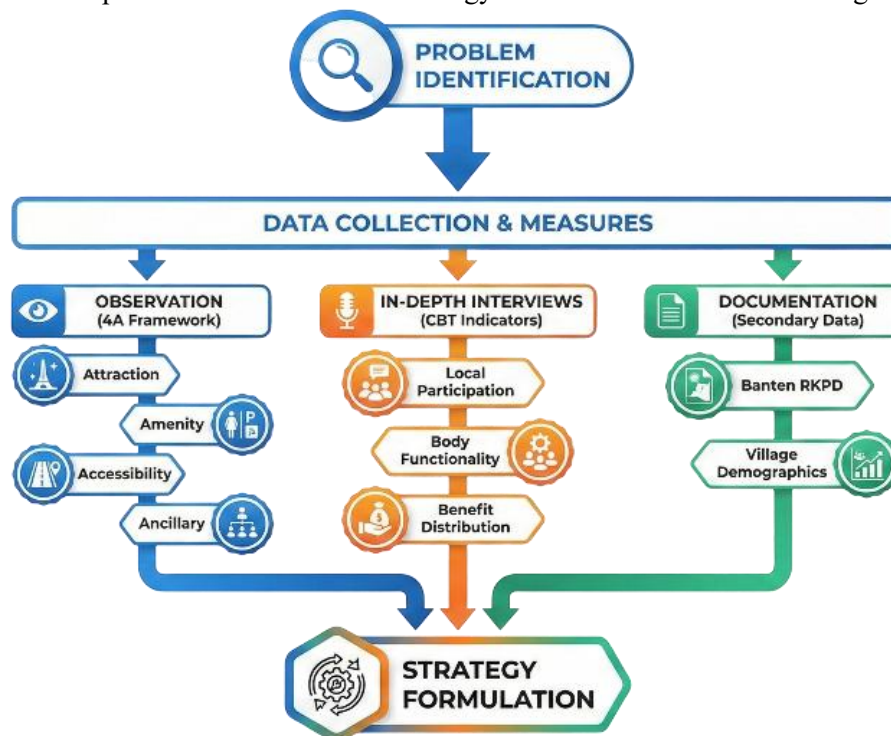 PROBLEM
IDENTIFICATION
DATA COLLECTION & MEASURES
OBSERVATION
(4A Framework)
Attraction
Amenity
P
Accessibility
Ancillary
IN-DEPTH INTERVIEWS
(CBT Indicators)
Local
Participation
Body
Functionality
Benefit
Distribution
DOCUMENTATION
(Secondary Data)
Banten RKPD
Village
Demographics
STRATEGY
FORMULATION